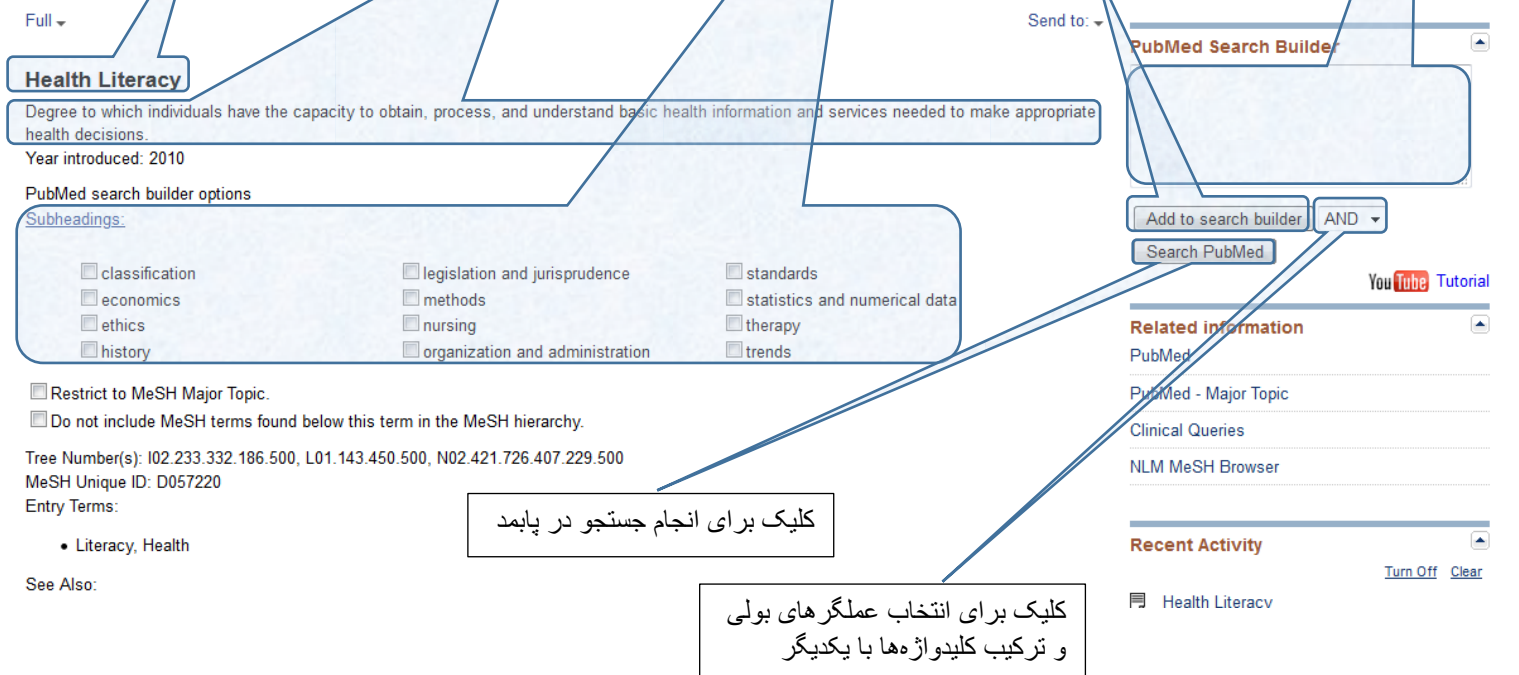 Full
Send to:
Health Literacy
Degree to which individuals have the capacity to obtain, process, and understand basic health information and services needed to make appropriate
health decisions.
Year introduced: 2010
PubMed search builder options
Subheadings:
classification legislation and jurisprudence standards
economics methods statistics and numerical data
ethics nursing therapy
history organization and administration trends
Restrict to MeSH Major Topic.
Do not include MeSH terms found below this term in the MeSH hierarchy.
Tree Number(s): I02.233.332.186.500, L01.143.450.500, N02.421.726.407.229.500
MeSH Unique ID: D057220
Entry Terms:
• Literacy, Health
See Also:
کلیک برای انجام جستجو در پابمد
کلیک برای انتخاب عملگرهای بولی
و ترکیب کلیدواژه‌ها با یکدیگر
PubMed Search Builder
Add to search builder AND
Search PubMed
YouTube Tutorial
Related information
PubMed
PubMed - Major Topic
Clinical Queries
NLM MeSH Browser
Recent Activity
Turn Off Clear
Health Literacy